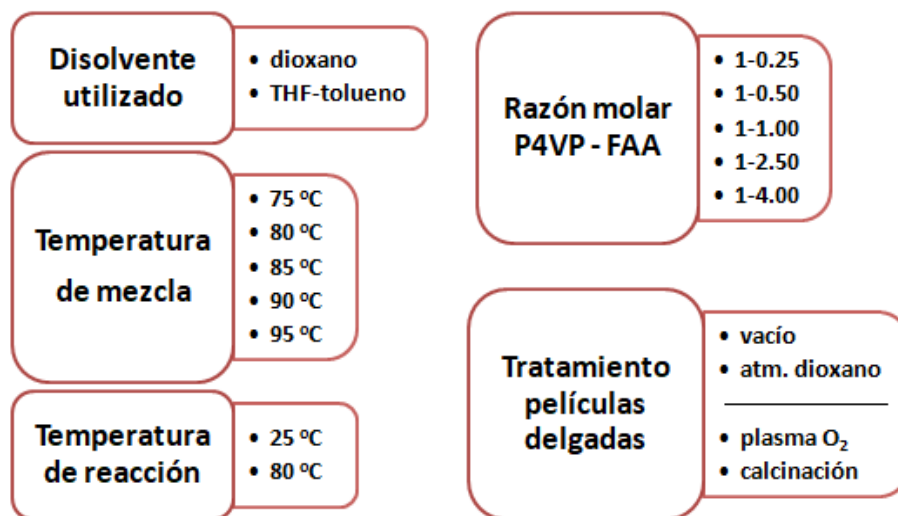 Disolvente
utilizado
• dioxano
• THF-tolueno
Temperatura
de mezcla
• 75 ºC
• 80 ºC
• 85 ºC
• 90 ºC
• 95 ºC
Temperatura
de reacción
• 25 ºC
• 80 ºC
Razón molar
P4VP - FAA
• 1-0.25
• 1-0.50
• 1-1.00
• 1-2.50
• 1-4.00
Tratamiento
películas
delgadas
• vacío
• atm. dioxano
• plasma O₂
• calcinación